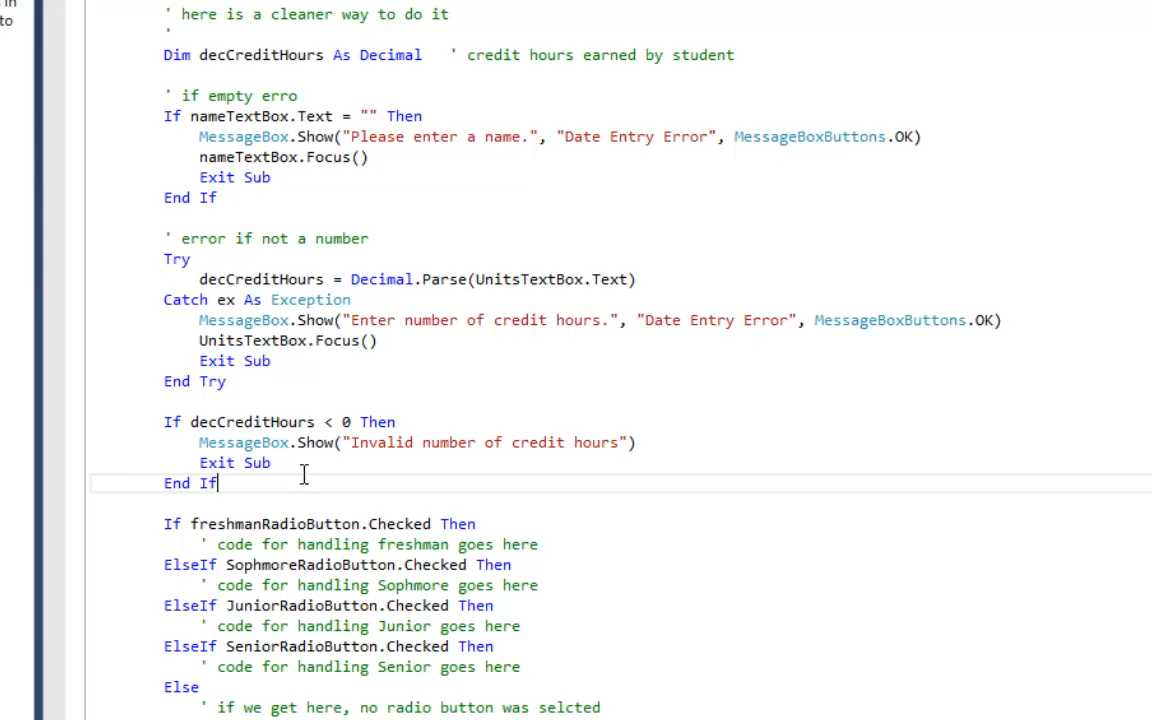 in
to
' here is a cleaner way to do it
'
Dim decCreditHours As Decimal ' credit hours earned by student
' if empty erro
If nameTextBox.Text = "" Then
MessageBox.Show("Please enter a name.", "Date Entry Error", MessageBoxButtons.OK)
nameTextBox.Focus()
Exit Sub
End If
' error if not a number
Try
decCreditHours = Decimal.Parse(UnitsTextBox.Text)
Catch ex As Exception
MessageBox.Show("Enter number of credit hours.", "Date Entry Error", MessageBoxButtons.OK)
UnitsTextBox.Focus()
Exit Sub
End Try
If decCreditHours < 0 Then
MessageBox.Show("Invalid number of credit hours")
Exit Sub
End If
If freshmanRadioButton.Checked Then
' code for handling freshman goes here
ElseIf SophmoreRadioButton.Checked Then
' code for handling Sophmore goes here
ElseIf JuniorRadioButton.Checked Then
' code for handling Junior goes here
ElseIf SeniorRadioButton.Checked Then
' code for handling Senior goes here
Else
' if we get here, no radio button was selcted